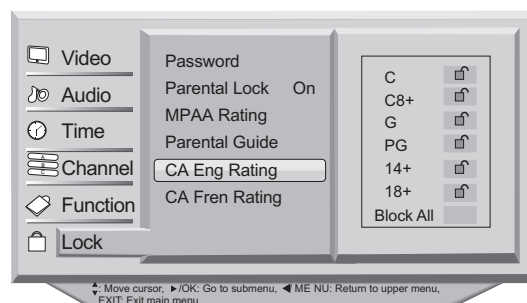 Video
Audio
Time
Channel
Function
Lock
Password
Parental Lock On
MPAA Rating
Parental Guide
CA Eng Rating
CA Fren Rating
C
C8+
G
PG
14+
18+
Block All
: Move cursor, ►/OK: Go to submenu, ◀ ME NU: Return to upper menu,
EXIT: Exit main menu